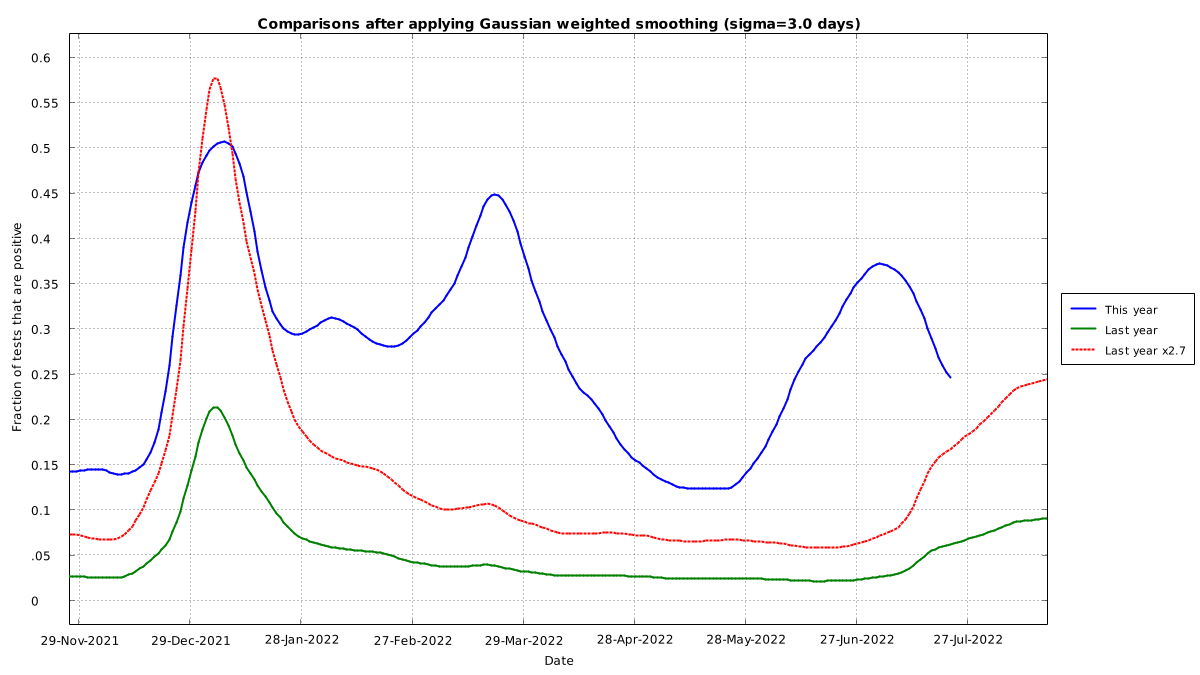 Comparisons after applying Gaussian weighted smoothing (sigma=3.0 days)
Fraction of tests that are positive
0.6
0.55
0.5
0.45
0.4
0.35
0.3
0.25
0.2
0.15
0.1
.05
0
29-Nov-2021 29-Dec-2021 28-Jan-2022 27-Feb-2022 29-Mar-2022 28-Apr-2022 28-May-2022 27-Jun-2022 27-Jul-2022
Date
This year
Last year
Last year x2.7